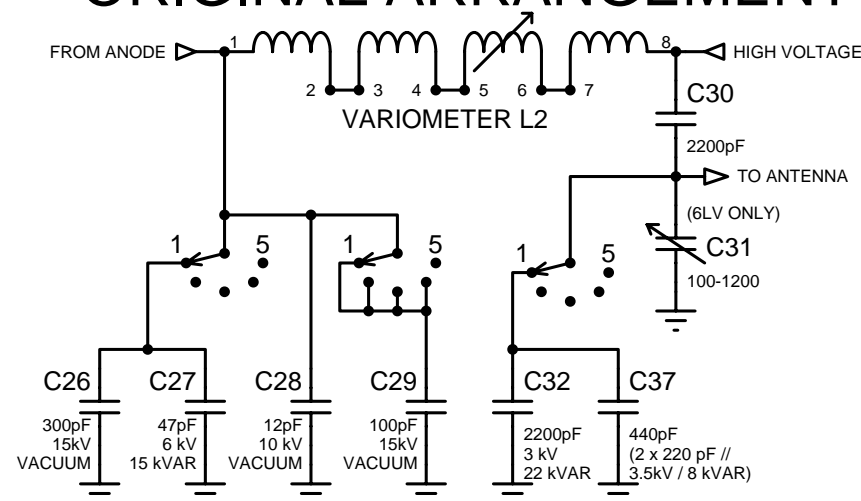 ORIGINAL ARRANGEMENT
FROM ANODE
1
8
HIGH VOLTAGE
2
3
4
5
6
7
VARIOMETER L2
C30
2200pF
TO ANTENNA
(6LV ONLY)
C31
100-1200
1
5
1
5
1
5
C26
300pF
15kV
VACUUM
C27
47pF
6 kV
15 kVAR
C28
12pF
10 kV
VACUUM
C29
100pF
15kV
VACUUM
C32
2200pF
3 kV
22 kVAR
C37
440pF
(2 x 220 pF //
3.5kV / 8 kVAR)